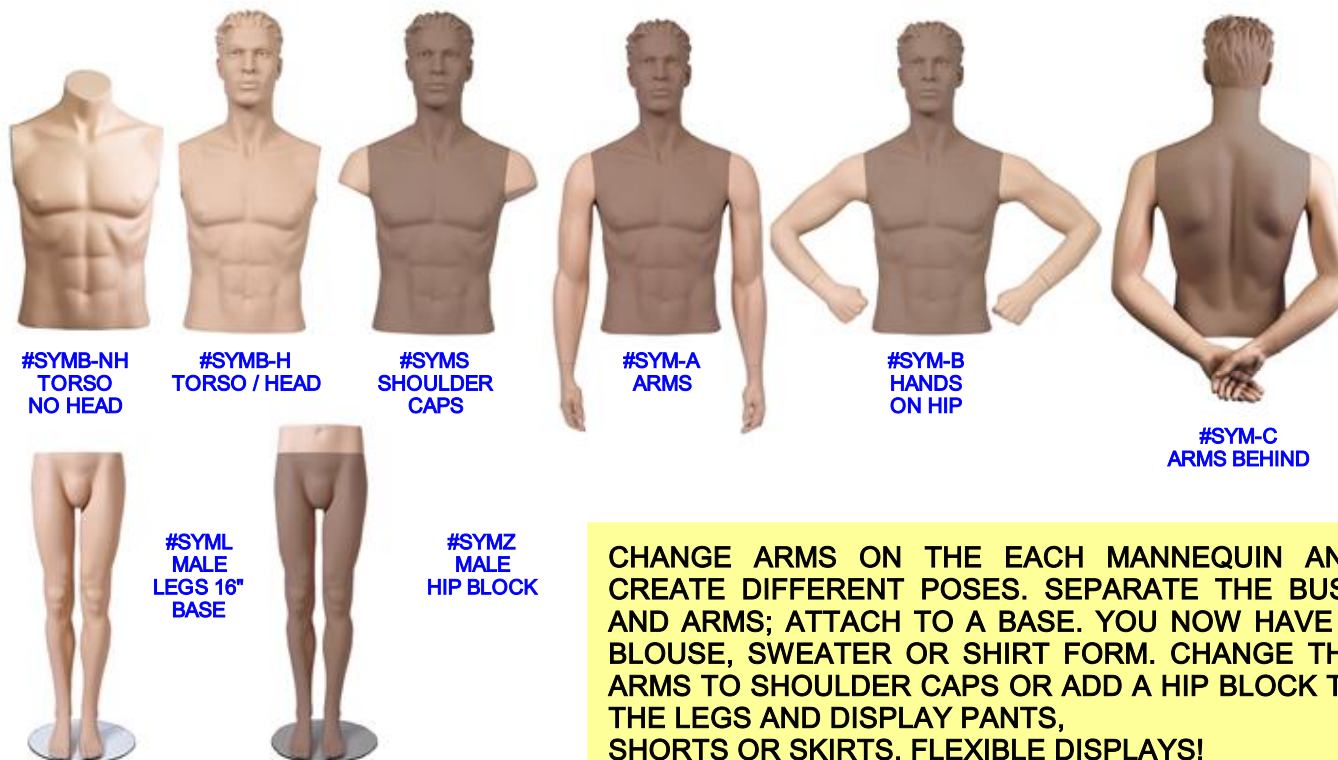 #SYMB-NH
TORSO
NO HEAD
#SYMB-H
TORSO / HEAD
#SYMS
SHOULDER
CAPS
#SYM-A
ARMS
#SYM-B
HANDS
ON HIP
#SYM-C
ARMS BEHIND
#SYML
MALE
LEGS 16"
BASE
#SYMZ
MALE
HIP BLOCK
CHANGE ARMS ON THE EACH MANNEQUIN
CREATE DIFFERENT POSES. SEPARATE THE
AND ARMS; ATTACH TO A BASE. YOU NOW HAVE
BLOUSE, SWEATER OR SHIRT FORM. CHANGE
ARMS TO SHOULDER CAPS OR ADD A HIP BLOCK
THE LEGS AND DISPLAY PANTS,
SHORTS OR SKIRTS. FLEXIBLE DISPLAYS!